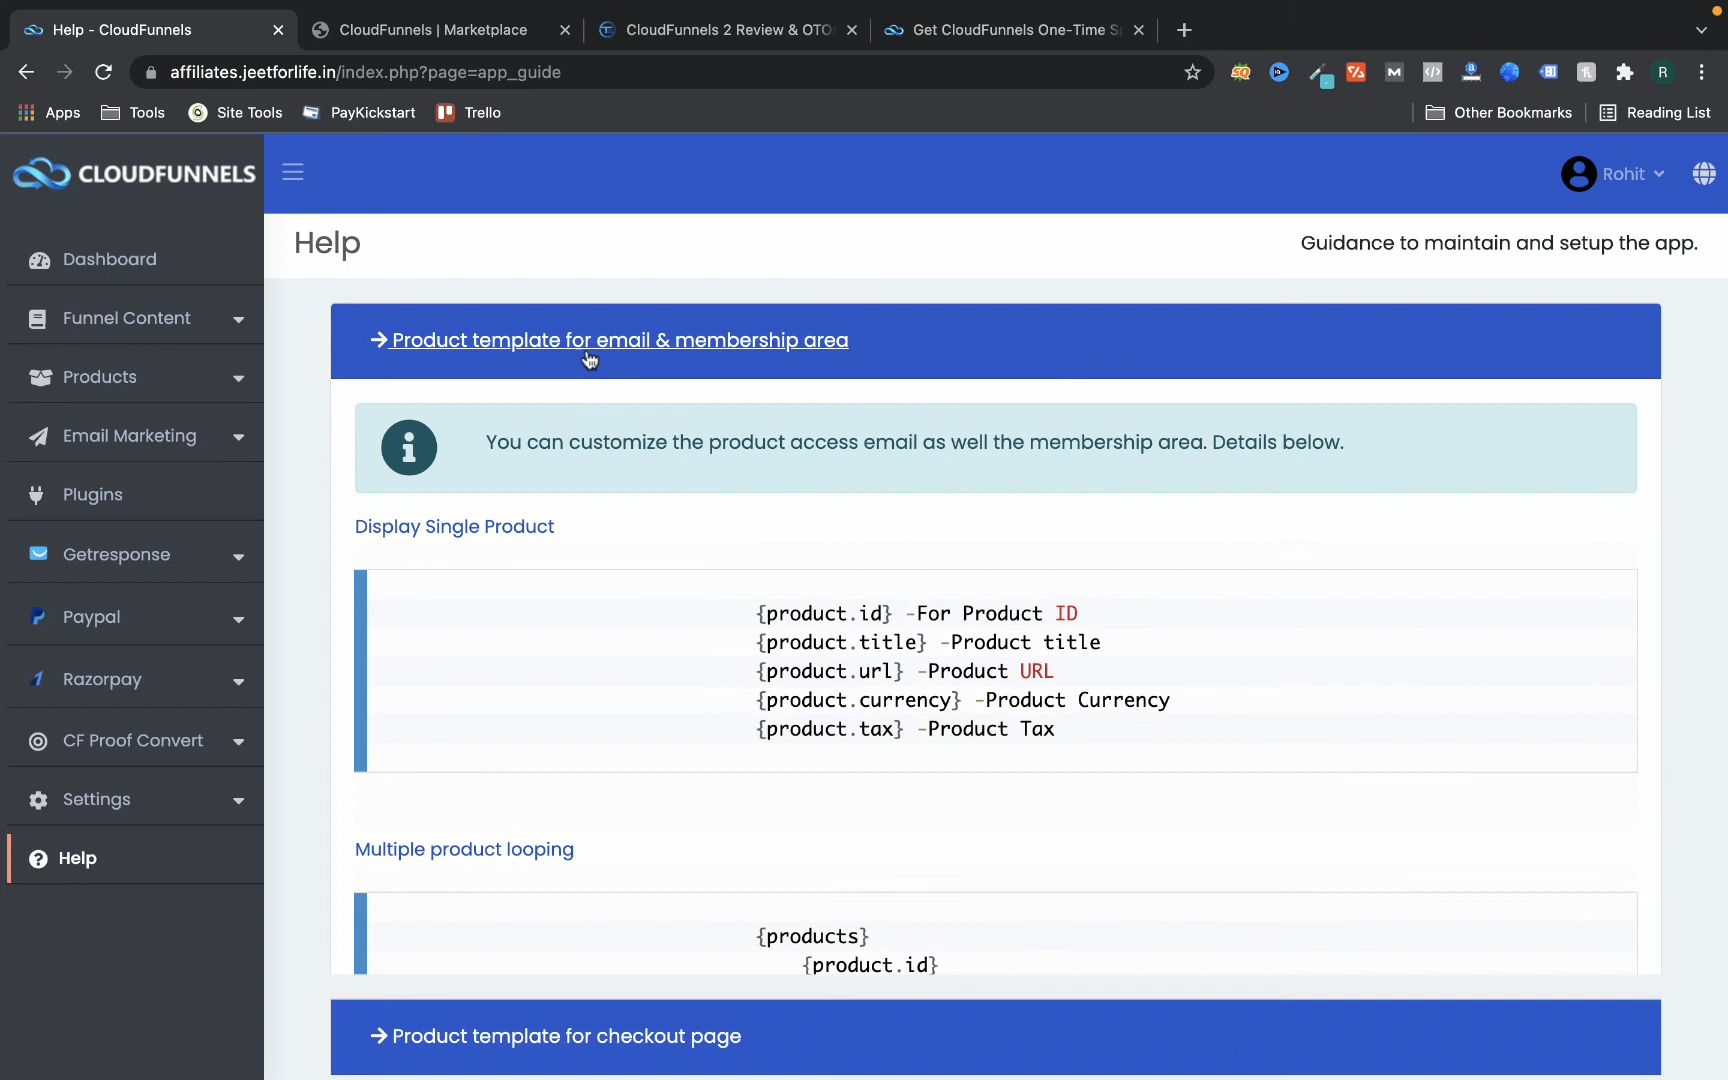 Help - CloudFunnels
CloudFunnels | Marketplace
CloudFunnels 2 Review & OTO
Get CloudFunnels One-Time Sp
affiliates.jeetforlife.in/index.php?page=app_guide
R
Apps
Tools
Site Tools
PayKickstart
Trello
Other Bookmarks
Reading List
CLOUDFUNNELS
Rohit
Help
Guidance to maintain and setup the app.
Dashboard
Funnel Content
Products
Email Marketing
Plugins
Getresponse
Paypal
Razorpay
CF Proof Convert
Settings
Help
Product template for email & membership area
You can customize the product access email as well the membership area. Details below.
Display Single Product
{product.id} -For Product ID
{product.title} -Product title
{product.url} -Product URL
{product.currency} -Product Currency
{product.tax} -Product Tax
Multiple product looping
{products}
{product.id}
Product template for checkout page